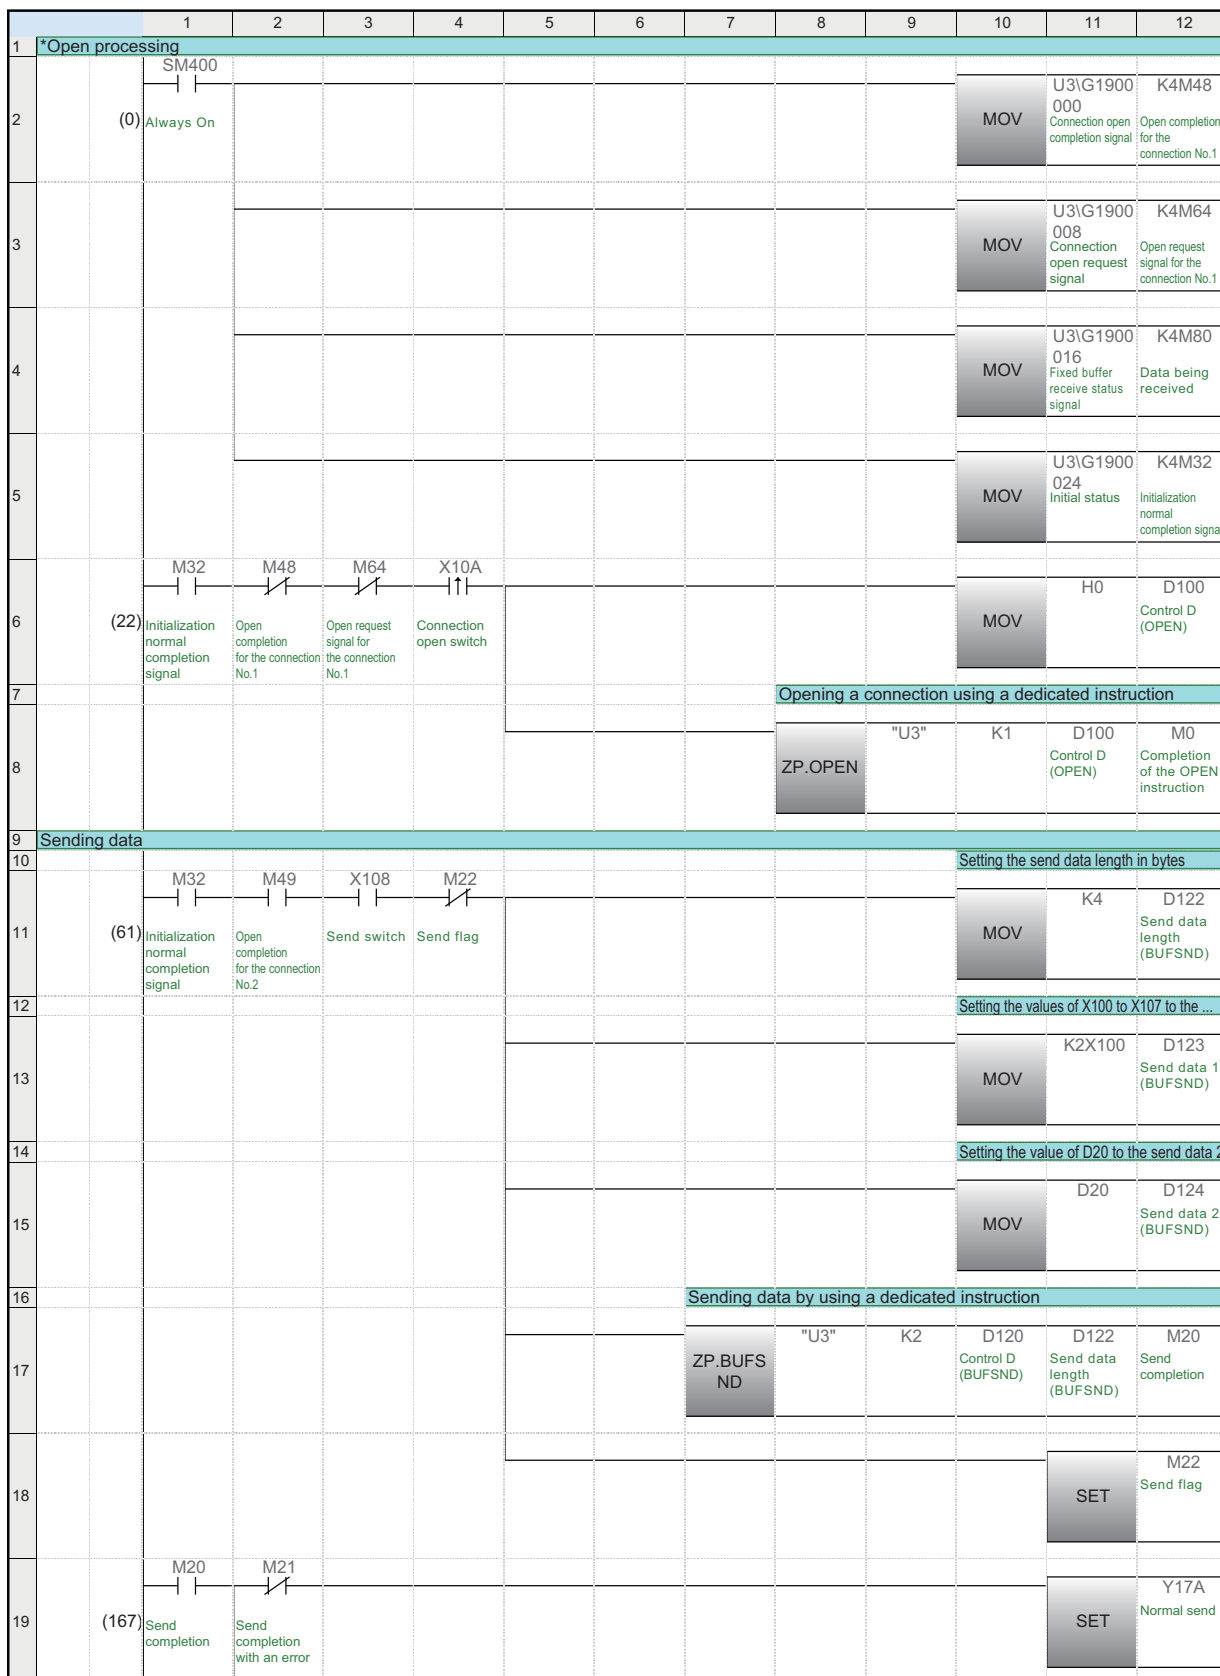 1 2 3 4 5 6 7 8 9 10 11 12
1 *Open processing
SM400
2 (0) Always On
MOV
U3\G1900
000
Connection open
completion signal
K4M48
Open completion
for the
connection No.1
3
MOV
U3\G1900
008
Connection
open request
signal
K4M64
Open request
signal for the
connection No.1
4
MOV
U3\G1900
016
Fixed buffer
receive status
signal
K4M80
Data being
received
5
MOV
U3\G1900
024
Initial status
K4M32
Initialization
normal
completion signa
6 (22)
M32
Initialization
normal
completion
signal
M48
Open
completion
for the connection
No.1
M64
Open request
signal for
the connection
No.1
X10A
Connection
open switch
MOV
H0
D100
Control D
(OPEN)
7 Opening a connection using a dedicated instruction
8
ZP.OPEN
"U3"
K1
D100
Control D
(OPEN)
M0
Completion
of the OPEN
instruction
9 Sending data
10 Setting the send data length in bytes
11 (61)
M32
Initialization
normal
completion
signal
M49
Open
completion
for the connection
No.2
X108
Send switch
M22
Send flag
MOV
K4
D122
Send data
length
(BUFSND)
12 Setting the values of X100 to X107 to the ...
13
MOV
K2X100
D123
Send data 1
(BUFSND)
14 Setting the value of D20 to the send data 2
15
MOV
D20
D124
Send data 2
(BUFSND)
16 Sending data by using a dedicated instruction
17
ZP.BUFS
ND
"U3"
K2
D120
Control D
(BUFSND)
D122
Send data
length
(BUFSND)
M20
Send
completion
18
SET
M22
Send flag
19 (167)
M20
Send
completion
M21
Send
completion
with an error
SET
Y17A
Normal send